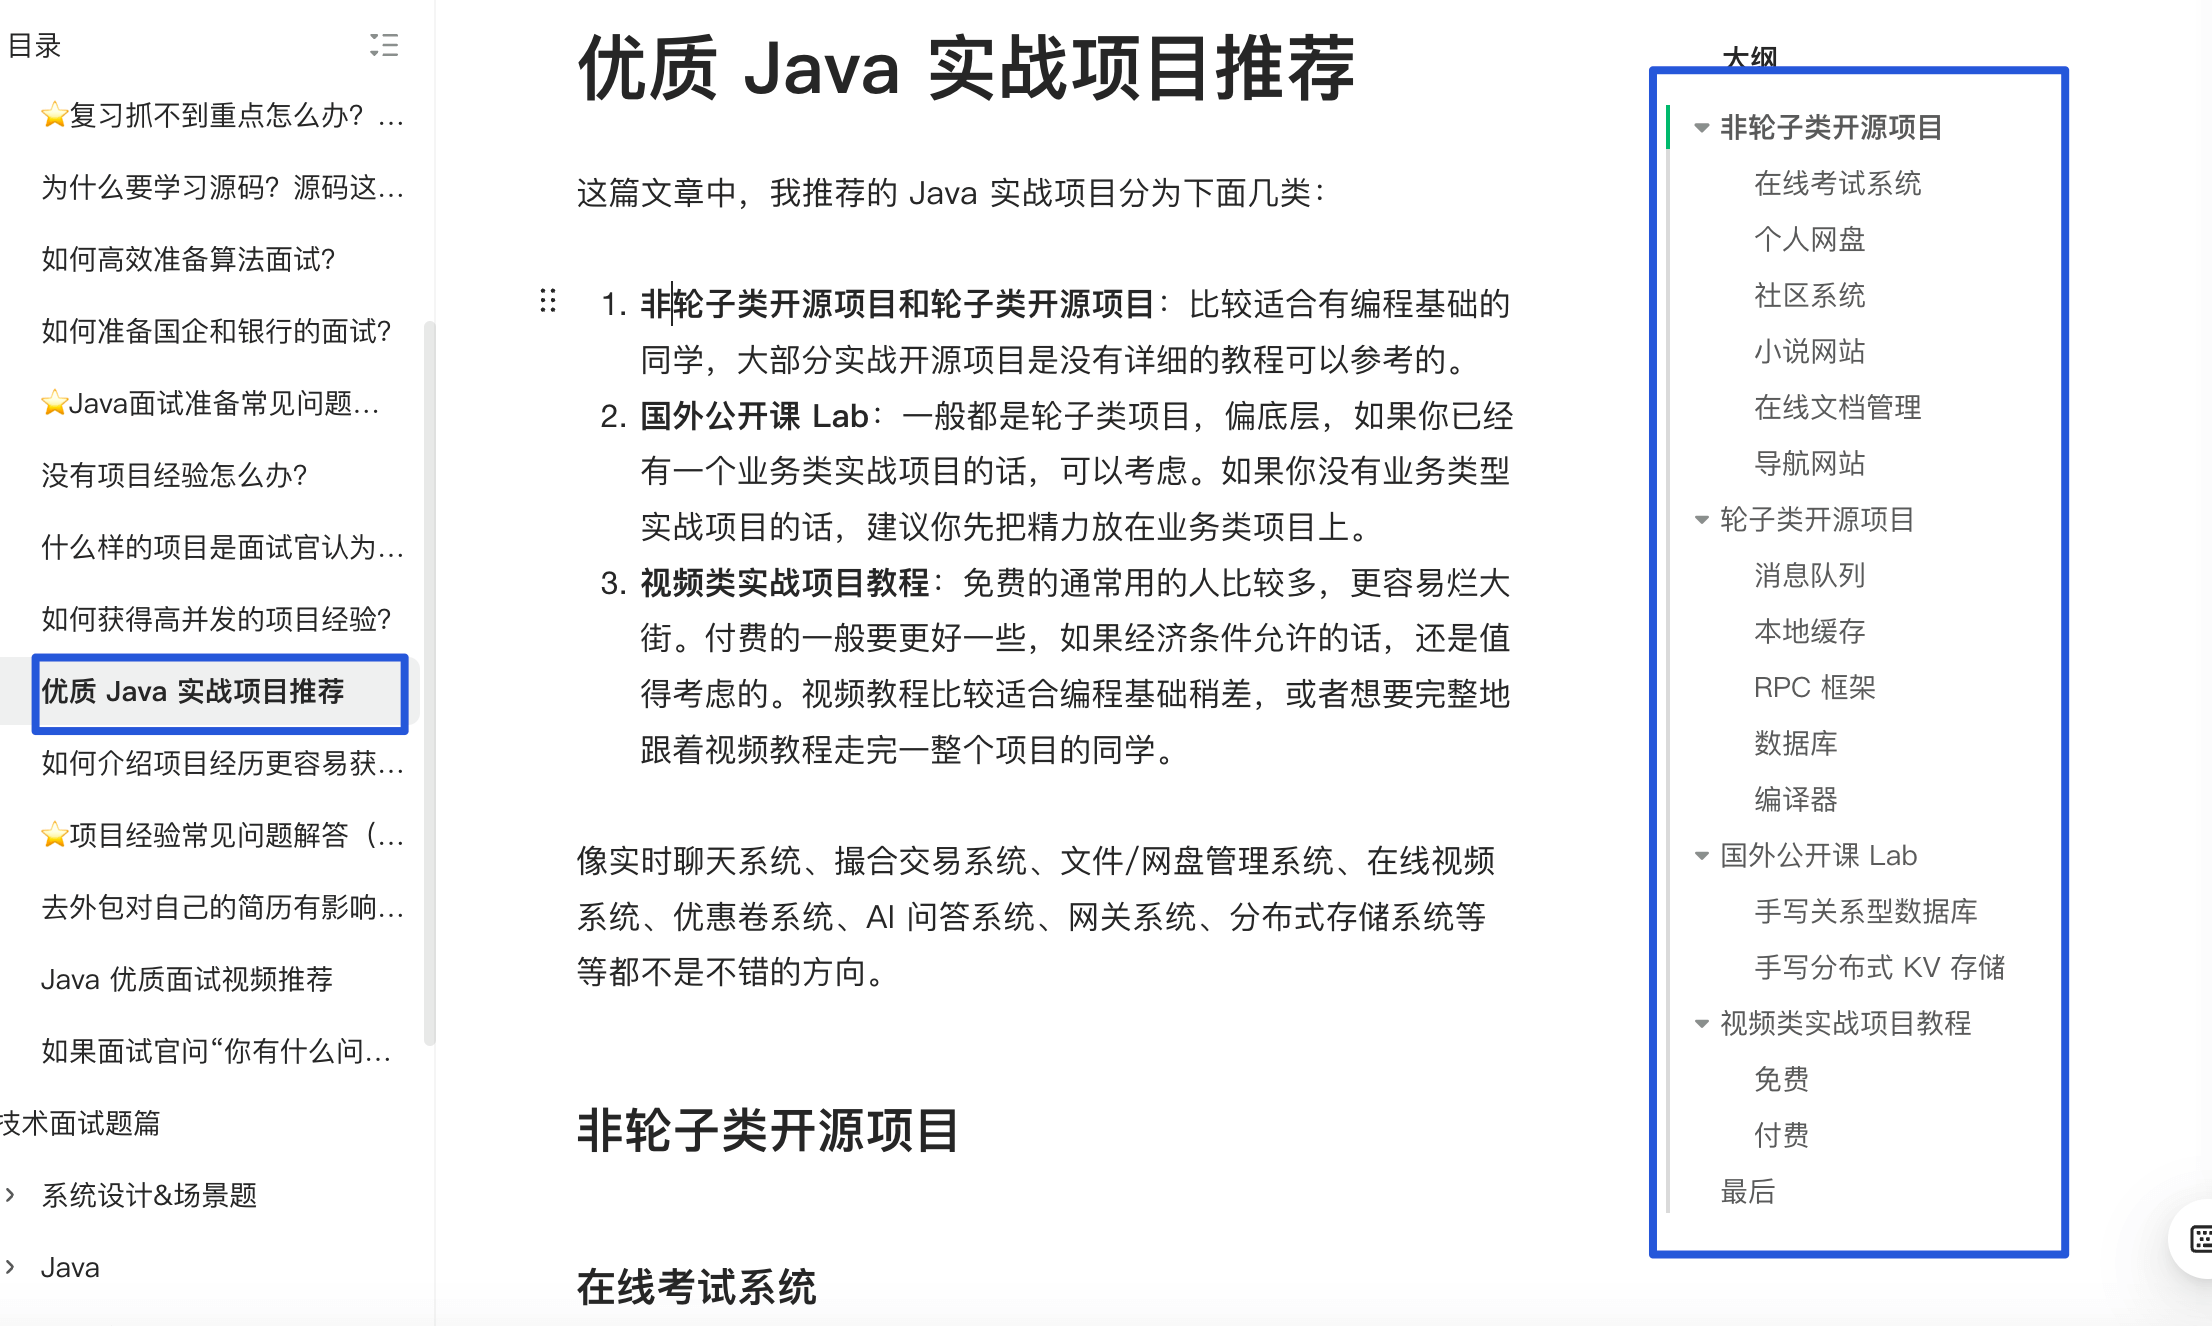 目录
⭐复习抓不到重点怎么办？...
为什么要学习源码？源码这...
如何高效准备算法面试？
如何准备国企和银行的面试？
⭐Java面试准备常见问题...
没有项目经验怎么办？
什么样的项目是面试官认为...
如何获得高并发的项目经验？
优质 Java 实战项目推荐
如何介绍项目经历更容易获...
⭐项目经验常见问题解答（...
去外包对自己的简历有影响...
Java 优质面试视频推荐
如果面试官问“你有什么问...
技术面试题篇
系统设计&场景题
Java
优质 Java 实战项目推荐
这篇文章中，我推荐的 Java 实战项目分为下面几类：
1. 非轮子类开源项目和轮子类开源项目：比较适合有编程基础的
同学，大部分实战开源项目是没有详细的教程可以参考的。
2. 国外公开课 Lab：一般都是轮子类项目，偏底层，如果你已经
有一个业务类实战项目的话，可以考虑。如果你没有业务类型
实战项目的话，建议你先把精力放在业务类项目上。
3. 视频类实战项目教程：免费的通常用的人比较多，更容易烂大
街。付费的一般要更好一些，如果经济条件允许的话，还是值
得考虑的。视频教程比较适合编程基础稍差，或者想要完整地
跟着视频教程走完一整个项目的同学。
像实时聊天系统、撮合交易系统、文件/网盘管理系统、在线视频
系统、优惠卷系统、AI 问答系统、网关系统、分布式存储系统等
等都不是不错的方向。
非轮子类开源项目
在线考试系统
大纲
非轮子类开源项目
在线考试系统
个人网盘
社区系统
小说网站
在线文档管理
导航网站
轮子类开源项目
消息队列
本地缓存
RPC 框架
数据库
编译器
国外公开课 Lab
手写关系型数据库
手写分布式 KV 存储
视频类实战项目教程
免费
付费
最后